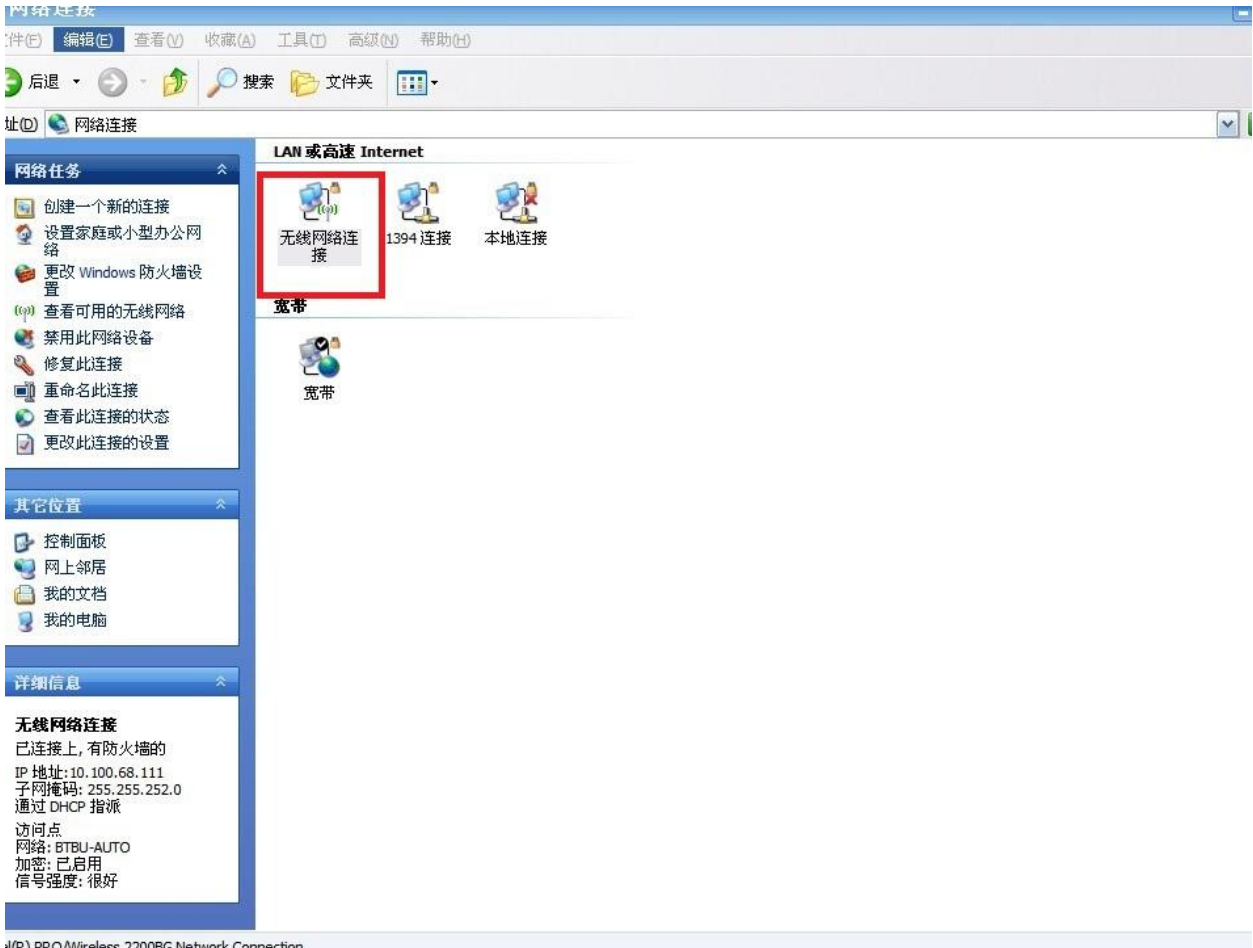 网络连接
件(F) 编辑(E) 查看(V) 收藏(A) 工具(T) 高级(N) 帮助(H)
后退 搜索 文件夹
址(D) 网络连接
网络任务
创建一个新的连接
设置家庭或小型办公网
络
更改 Windows 防火墙设
置
查看可用的无线网络
禁用此网络设备
修复此连接
重命名此连接
查看此连接的状态
更改此连接的设置
其它位置
控制面板
网上邻居
我的文档
我的电脑
详细信息
无线网络连接
已连接上, 有防火墙的
IP 地址:10.100.68.111
子网掩码: 255.255.252.0
通过 DHCP 指派
访问点
网络: BTBU-AUTO
加密: 已启用
信号强度: 很好
LAN 或高速 Internet
无线网络连
接
1394 连接
本地连接
宽带
宽带
el(R) PRO/Wireless 2200BG Network Connection